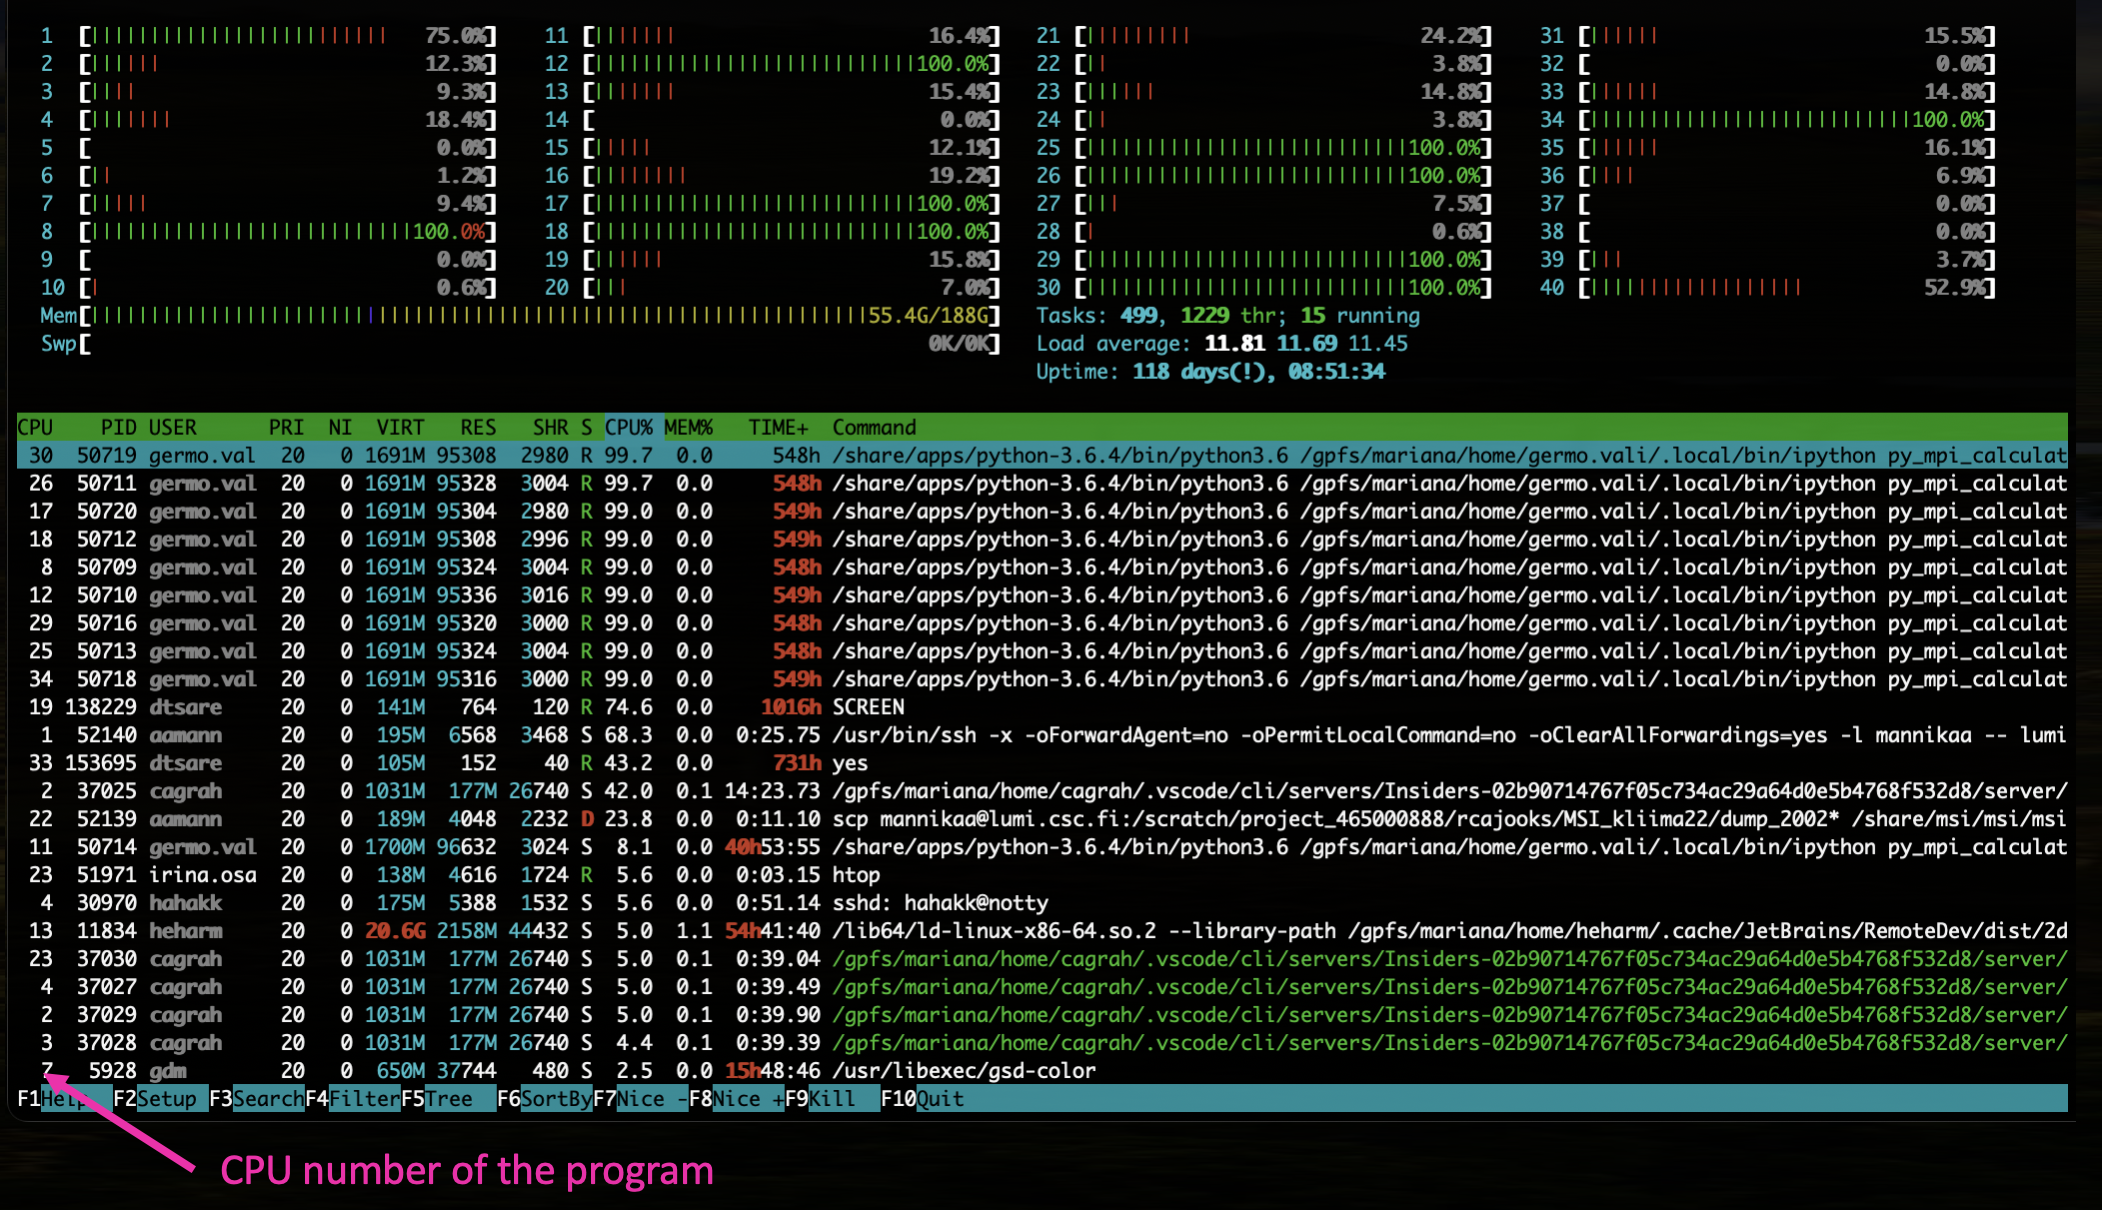 1 [ 75.0%] 11 [ 16.4%] 21 [ 24.2%] 31 [ 15.5%]
2 [ 12.3%] 12 [ 100.0%] 22 [ 3.8%] 32 [ 0.0%]
3 [ 9.3%] 13 [ 15.4%] 23 [ 14.8%] 33 [ 14.8%]
4 [ 18.4%] 14 [ 0.0%] 24 [ 3.8%] 34 [ 100.0%]
5 [ 0.0%] 15 [ 12.1%] 25 [ 100.0%] 35 [ 16.1%]
6 [ 1.2%] 16 [ 19.2%] 26 [ 100.0%] 36 [ 6.9%]
7 [ 9.4%] 17 [ 100.0%] 27 [ 7.5%] 37 [ 0.0%]
8 [ 100.0%] 18 [ 100.0%] 28 [ 0.6%] 38 [ 0.0%]
9 [ 0.0%] 19 [ 15.8%] 29 [ 100.0%] 39 [ 3.7%]
10 [ 0.6%] 20 [ 7.0%] 30 [ 100.0%] 40 [ 52.9%]
Mem[ 55.4G/188G] Tasks: 499, 1229 thr; 15 running
Swp[ 0K/0K] Load average: 11.81 11.69 11.45
Uptime: 118 days(!), 08:51:34
CPU PID USER PRI NI VIRT RES SHR S CPU% MEM% TIME+ Command
30 50719 germo.val 20 0 1691M 95308 2980 R 99.7 0.0 548h /share/apps/python-3.6.4/bin/python3.6 /gpfs/mariana/home/germo.vali/.local/bin/ipython py_mpi_calculat
26 50711 germo.val 20 0 1691M 95328 3004 R 99.7 0.0 548h /share/apps/python-3.6.4/bin/python3.6 /gpfs/mariana/home/germo.vali/.local/bin/ipython py_mpi_calculat
17 50720 germo.val 20 0 1691M 95304 2980 R 99.0 0.0 549h /share/apps/python-3.6.4/bin/python3.6 /gpfs/mariana/home/germo.vali/.local/bin/ipython py_mpi_calculat
18 50712 germo.val 20 0 1691M 95308 2996 R 99.0 0.0 549h /share/apps/python-3.6.4/bin/python3.6 /gpfs/mariana/home/germo.vali/.local/bin/ipython py_mpi_calculat
8 50709 germo.val 20 0 1691M 95324 3004 R 99.0 0.0 548h /share/apps/python-3.6.4/bin/python3.6 /gpfs/mariana/home/germo.vali/.local/bin/ipython py_mpi_calculat
12 50710 germo.val 20 0 1691M 95336 3016 R 99.0 0.0 549h /share/apps/python-3.6.4/bin/python3.6 /gpfs/mariana/home/germo.vali/.local/bin/ipython py_mpi_calculat
29 50716 germo.val 20 0 1691M 95320 3000 R 99.0 0.0 548h /share/apps/python-3.6.4/bin/python3.6 /gpfs/mariana/home/germo.vali/.local/bin/ipython py_mpi_calculat
25 50713 germo.val 20 0 1691M 95324 3004 R 99.0 0.0 548h /share/apps/python-3.6.4/bin/python3.6 /gpfs/mariana/home/germo.vali/.local/bin/ipython py_mpi_calculat
34 50718 germo.val 20 0 1691M 95316 3000 R 99.0 0.0 549h /share/apps/python-3.6.4/bin/python3.6 /gpfs/mariana/home/germo.vali/.local/bin/ipython py_mpi_calculat
19 138229 dtsare 20 0 141M 764 120 R 74.6 0.0 1016h SCREEN
1 52140 aamann 20 0 195M 6568 3468 S 68.3 0.0 0:25.75 /usr/bin/ssh -x -oForwardAgent=no -oPermitLocalCommand=no -oClearAllForwardings=yes -l mannikaa -- lumi
33 153695 dtsare 20 0 105M 152 40 R 43.2 0.0 731h yes
2 37025 cagrah 20 0 1031M 177M 26740 S 42.0 0.1 14:23.73 /gpfs/mariana/home/cagrah/.vscode/cli/servers/Insiders-02b90714767f05c734ac29a64d0e5b4768f532d8/server/
22 52139 aamann 20 0 189M 4048 2232 D 23.8 0.0 0:11.10 scp mannikaa@lumi.csc.fi:/scratch/project_465000888/rcajooks/MSI_kliima22/dump_2002* /share/msi/msi/msi
11 50714 germo.val 20 0 1700M 96632 3024 S 8.1 0.0 40h53:55 /share/apps/python-3.6.4/bin/python3.6 /gpfs/mariana/home/germo.vali/.local/bin/ipython py_mpi_calculat
23 51971 irina.osa 20 0 138M 4616 1724 R 5.6 0.0 0:03.15 htop
4 30970 hahakk 20 0 175M 5388 1532 S 5.6 0.0 0:51.14 sshd: hahakk@notty
13 11834 heharm 20 0 20.6G 2158M 44432 S 5.0 1.1 54h41:40 /lib64/ld-linux-x86-64.so.2 --library-path /gpfs/mariana/home/heharm/.cache/JetBrains/RemoteDev/dist/2d
23 37030 cagrah 20 0 1031M 177M 26740 S 5.0 0.1 0:39.04 /gpfs/mariana/home/cagrah/.vscode/cli/servers/Insiders-02b90714767f05c734ac29a64d0e5b4768f532d8/server/
4 37027 cagrah 20 0 1031M 177M 26740 S 5.0 0.1 0:39.49 /gpfs/mariana/home/cagrah/.vscode/cli/servers/Insiders-02b90714767f05c734ac29a64d0e5b4768f532d8/server/
2 37029 cagrah 20 0 1031M 177M 26740 S 5.0 0.1 0:39.90 /gpfs/mariana/home/cagrah/.vscode/cli/servers/Insiders-02b90714767f05c734ac29a64d0e5b4768f532d8/server/
3 37028 cagrah 20 0 1031M 177M 26740 S 4.4 0.1 0:39.39 /gpfs/mariana/home/cagrah/.vscode/cli/servers/Insiders-02b90714767f05c734ac29a64d0e5b4768f532d8/server/
7 5928 gdm 20 0 650M 37744 480 S 2.5 0.0 15h48:46 /usr/libexec/gsd-color
F1Help F2Setup F3SearchF4FilterF5Tree F6SortByF7Nice -F8Nice +F9Kill F10Quit
CPU number of the program